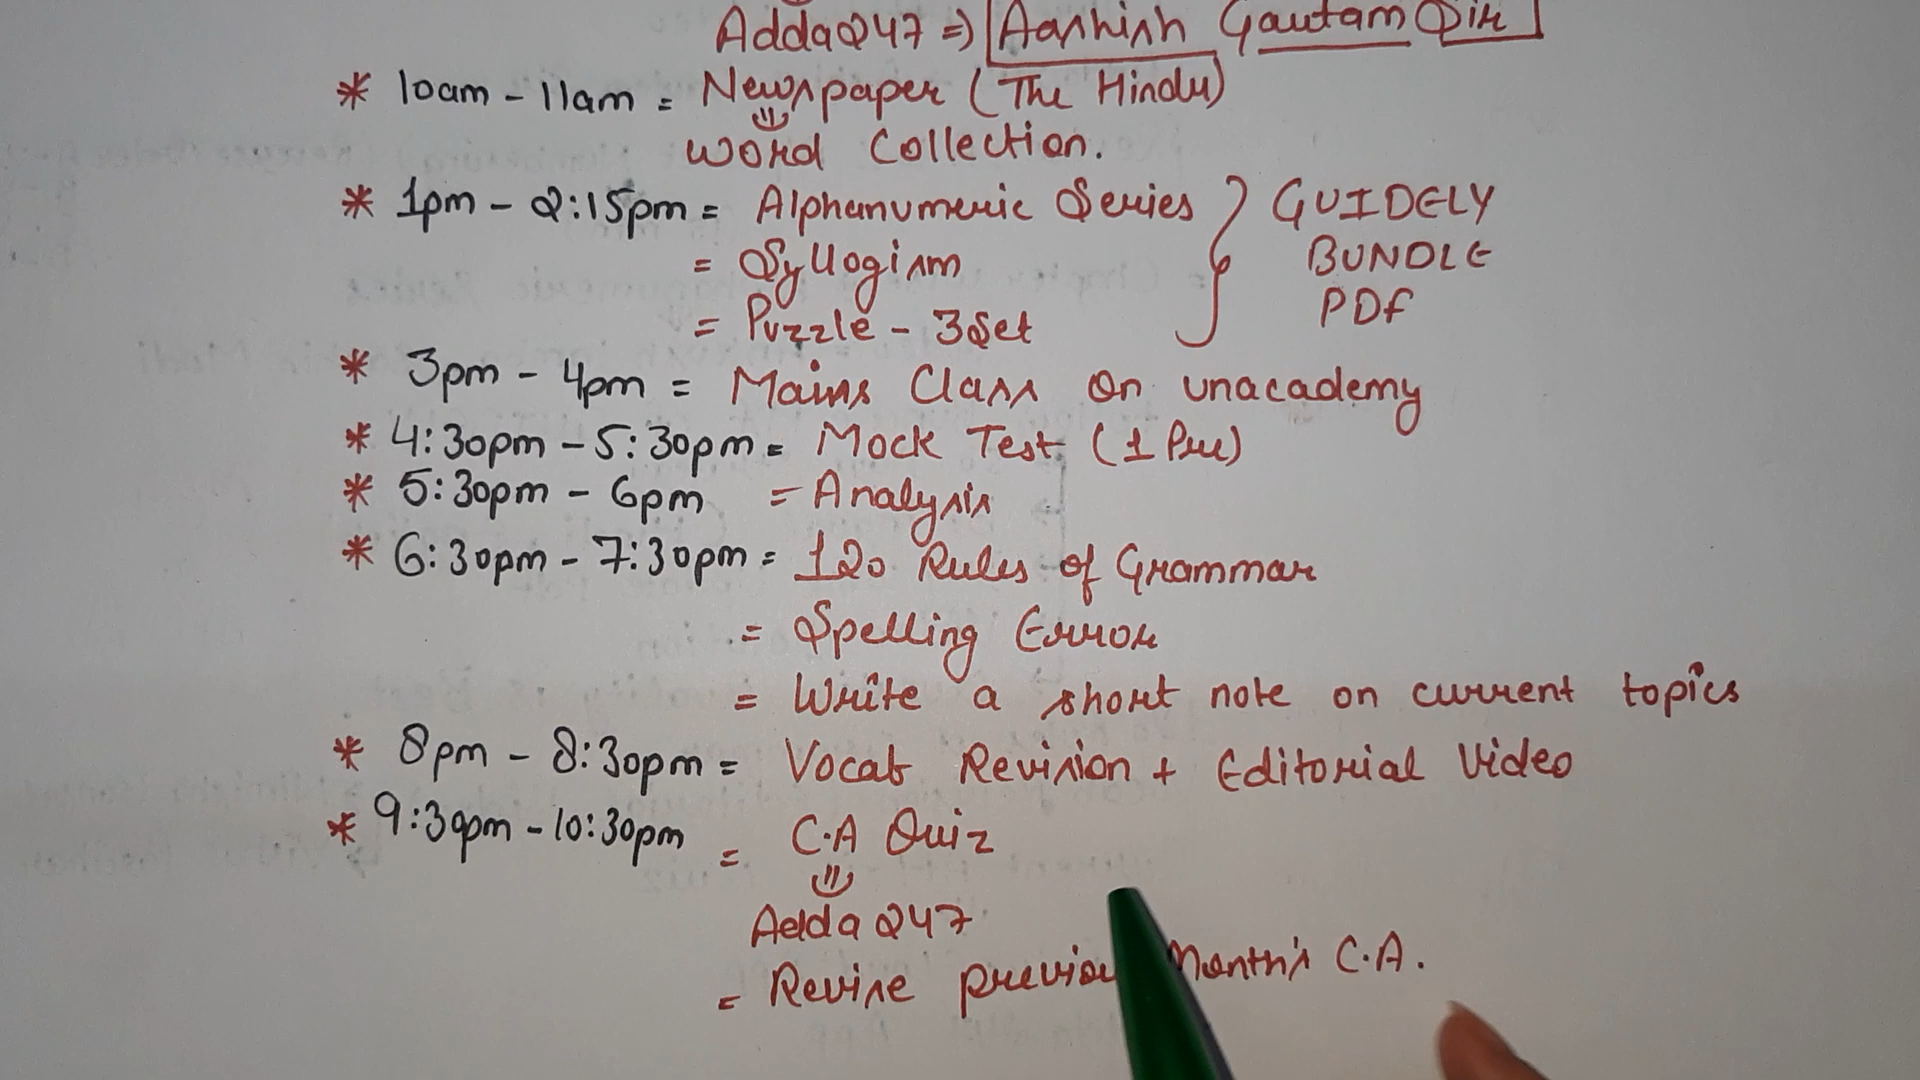 Adda247 => Aashish Gautam Sir
* 10am - 11am = Newspaper (The Hindu)
Word Collection.
* 1pm - 2:15pm = Alphanumeric Series } GUIDELY
= Syllogism BUNDLE
= Puzzle - 3 Set PDF
* 3pm - 4pm = Mains Class on unacademy
* 4:30pm - 5:30pm = Mock Test (1 Pre)
* 5:30pm - 6pm = Analysis
* 6:30pm - 7:30pm = 120 Rules of Grammar
= Spelling Error
= Write a short note on current topics
* 8pm - 8:30pm = Vocab Revision + Editorial Video
* 9:30pm - 10:30pm = C.A Quiz
Adda247
= Revise Month's C.A.